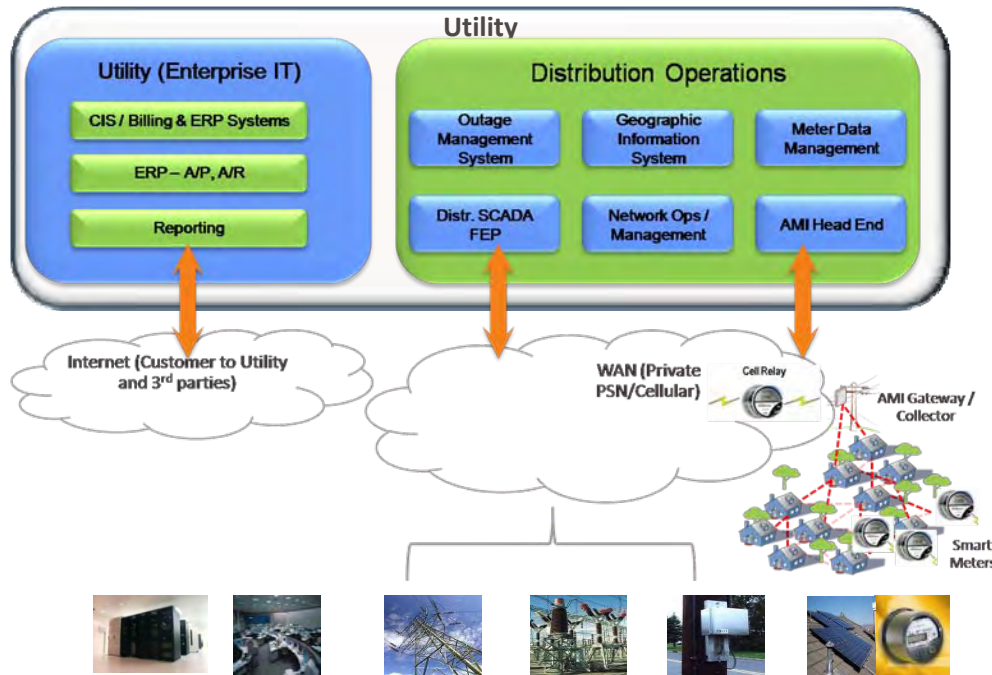 Utility
Utility (Enterprise IT)
CIS / Billing & ERP Systems
ERP – A/P, A/R
Reporting
Distribution Operations
Outage
Management
System
Geographic
Information
System
Meter Data
Management
Distr. SCADA
FEP
Network Ops /
Management
AMI Head End
Internet (Customer to Utility
and 3rd parties)
WAN (Private
PSN/Cellular)
Cell Relay
AMI Gateway /
Collector
Smart
Meters